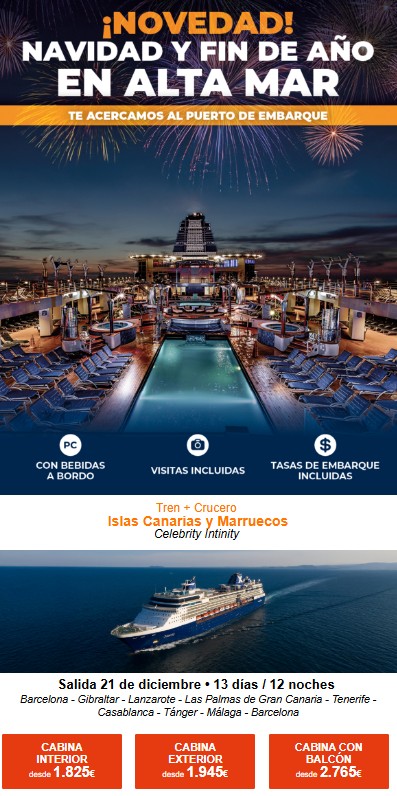 ¡NOVEDAD!
NAVIDAD Y FIN DE AÑO
EN ALTA MAR
TE ACERCAMOS AL PUERTO DE EMBARQUE
PC
CON BEBIDAS
A BORDO
VISITAS INCLUIDAS
$
TASAS DE EMBARQUE
INCLUIDAS
Tren + Crucero
Islas Canarias y Marruecos
Celebrity Intinity
Salida 21 de diciembre • 13 días / 12 noches
Barcelona - Gibraltar - Lanzarote - Las Palmas de Gran Canaria - Tenerife -
Casablanca - Tánger - Málaga - Barcelona
CABINA
INTERIOR
desde 1.825€
CABINA
EXTERIOR
desde 1.945€
CABINA CON
BALCÓN
desde 2.765€